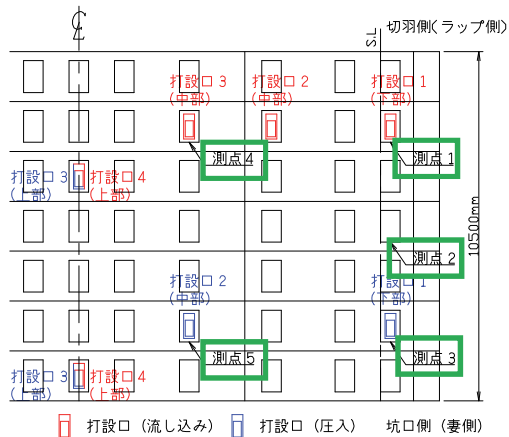 ℄
S.L
切羽側(ラップ側)
打設口 3
(中部)
打設口 2
(中部)
打設口 1
(下部)
測点4
測点1
打設口 3
(上部)
打設口 4
(上部)
10500mm
測点2
打設口 2
(中部)
打設口 1
(下部)
測点5
測点3
打設口 3
(上部)
打設口 4
(上部)
打設口(流し込み)
打設口(圧入)
坑口側(妻側)